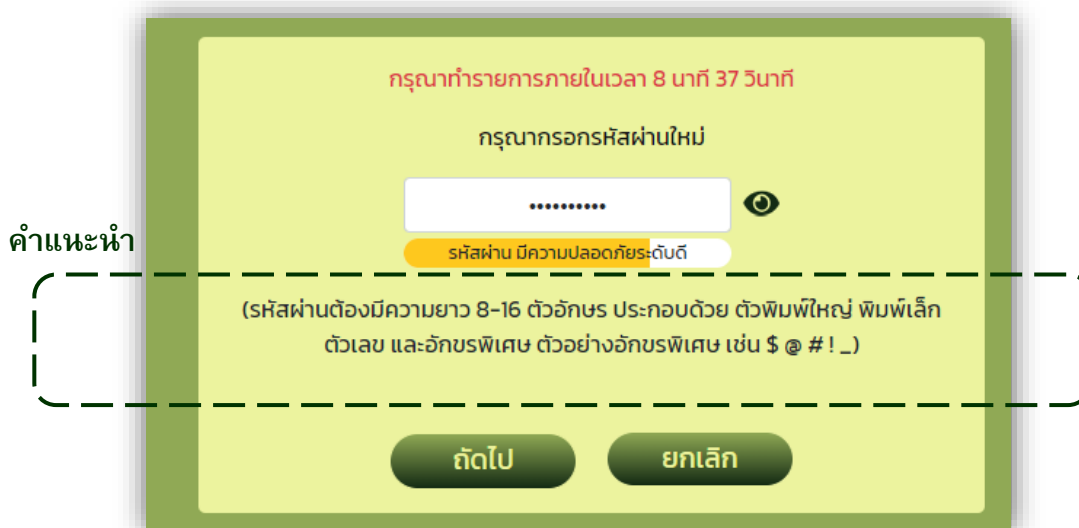 กรุณาทำรายการภายในเวลา 8 นาที 37 วินาที
กรุณากรอกรหัสผ่านใหม่
••••••••••
รหัสผ่าน มีความปลอดภัยระดับดี
คำแนะนำ
(รหัสผ่านต้องมีความยาว 8-16 ตัวอักษร ประกอบด้วย ตัวพิมพ์ใหญ่ พิมพ์เล็ก
ตัวเลข และอักขรพิเศษ ตัวอย่างอักขรพิเศษ เช่น $ @ # ! _)
ถัดไป ยกเลิก